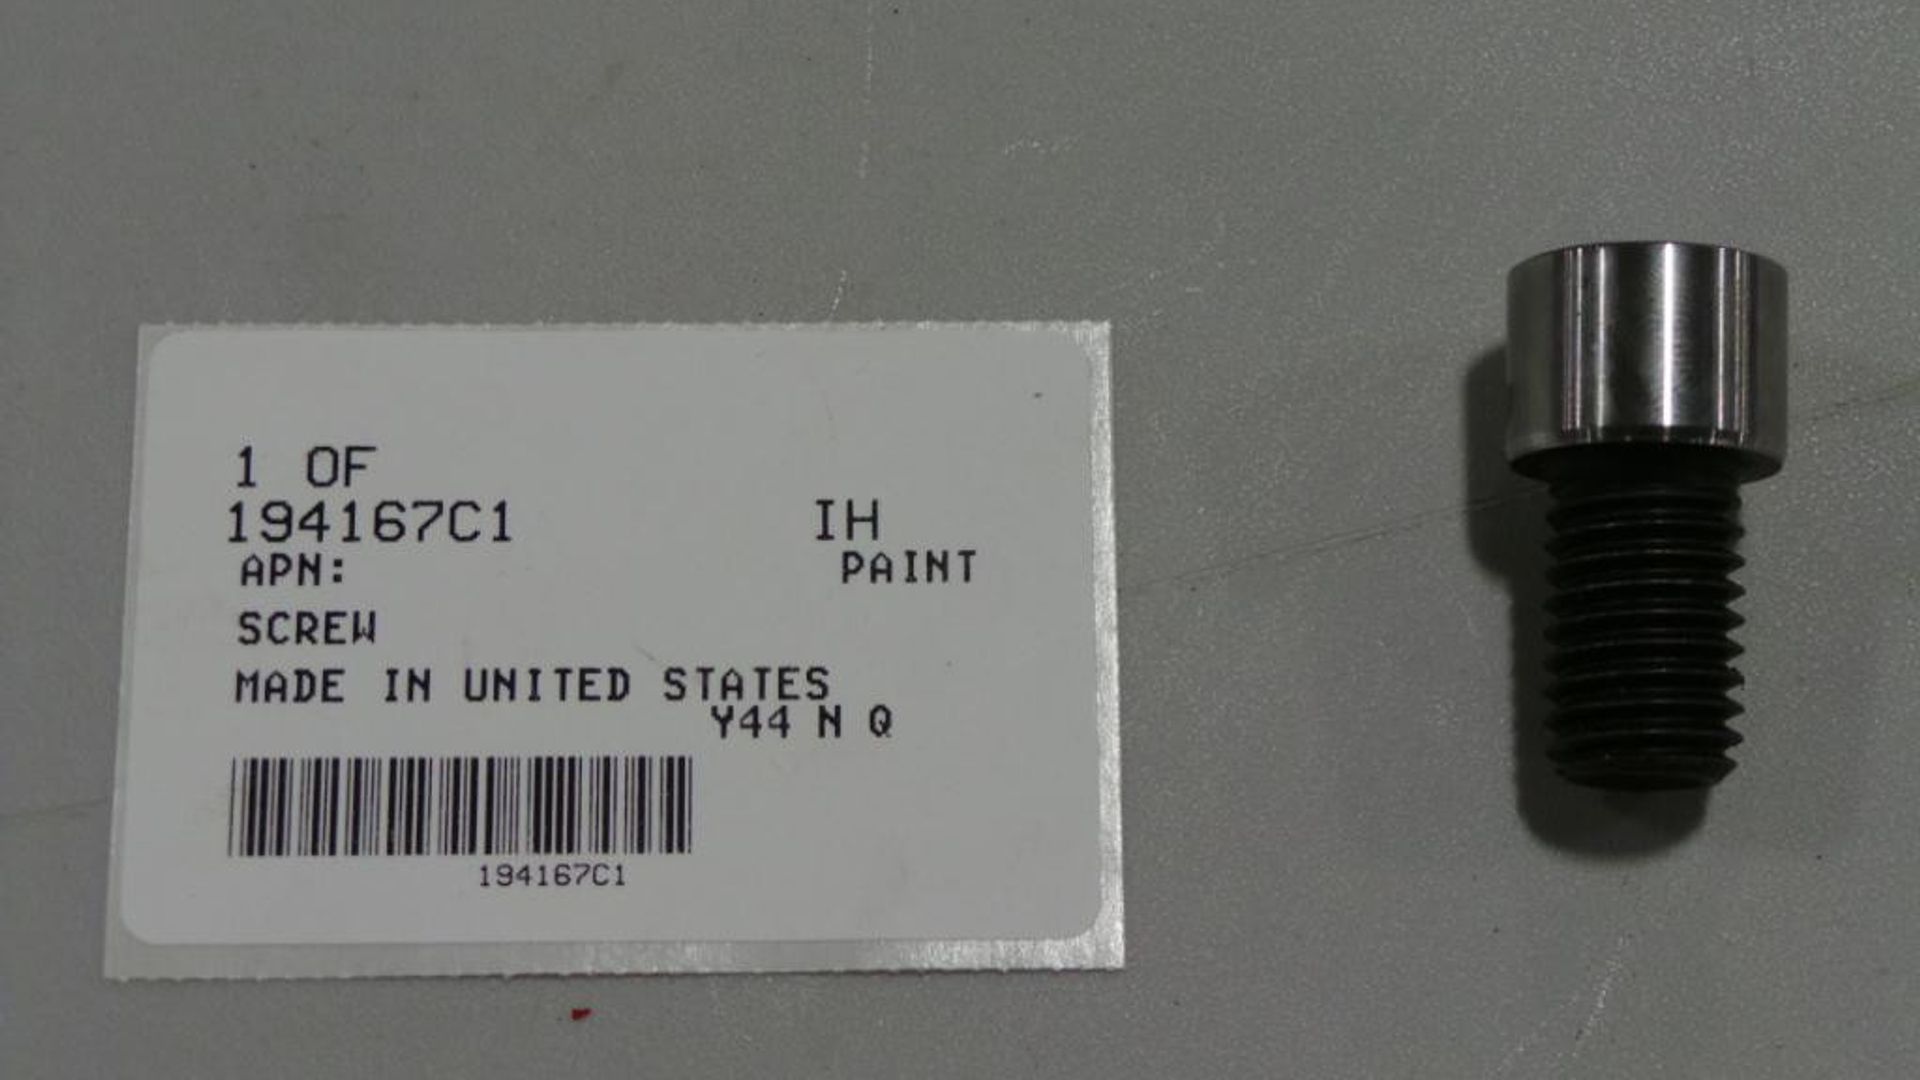 1 OF
194167C1 IH
APN: PAINT
SCREW
MADE IN UNITED STATES
Y44 N Q
194167C1